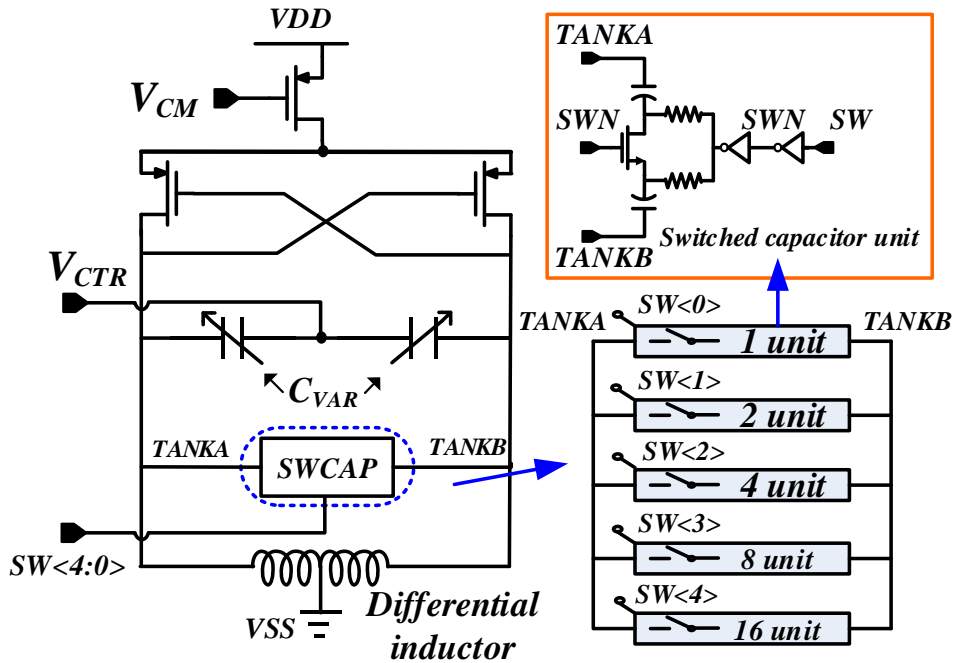 VDD
V_CM
V_CTR
C_VAR
TANKA
TANKB
SWCAP
SW<4:0>
VSS
Differential
inductor
TANKA
SWN
SWN
SW
TANKB
Switched capacitor unit
TANKA
TANKB
SW<0>
1 unit
SW<1>
2 unit
SW<2>
4 unit
SW<3>
8 unit
SW<4>
16 unit